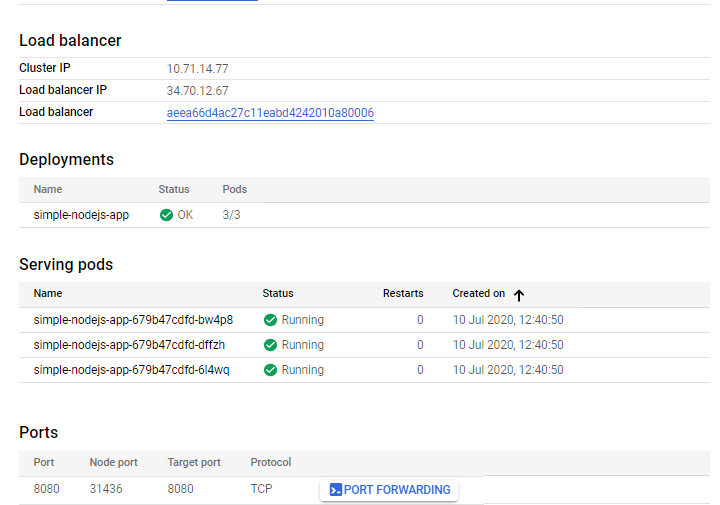 Load balancer
Cluster IP 10.71.14.77
Load balancer IP 34.70.12.67
Load balancer aeea66d4ac27c11eabd4242010a80006
Deployments
Name Status Pods
simple-nodejs-app OK 3/3
Serving pods
Name Status Restarts Created on
simple-nodejs-app-679b47cdfd-bw4p8 Running 0 10 Jul 2020, 12:40:50
simple-nodejs-app-679b47cdfd-dffzh Running 0 10 Jul 2020, 12:40:50
simple-nodejs-app-679b47cdfd-6l4wq Running 0 10 Jul 2020, 12:40:50
Ports
Port Node port Target port Protocol
8080 31436 8080 TCP PORT FORWARDING